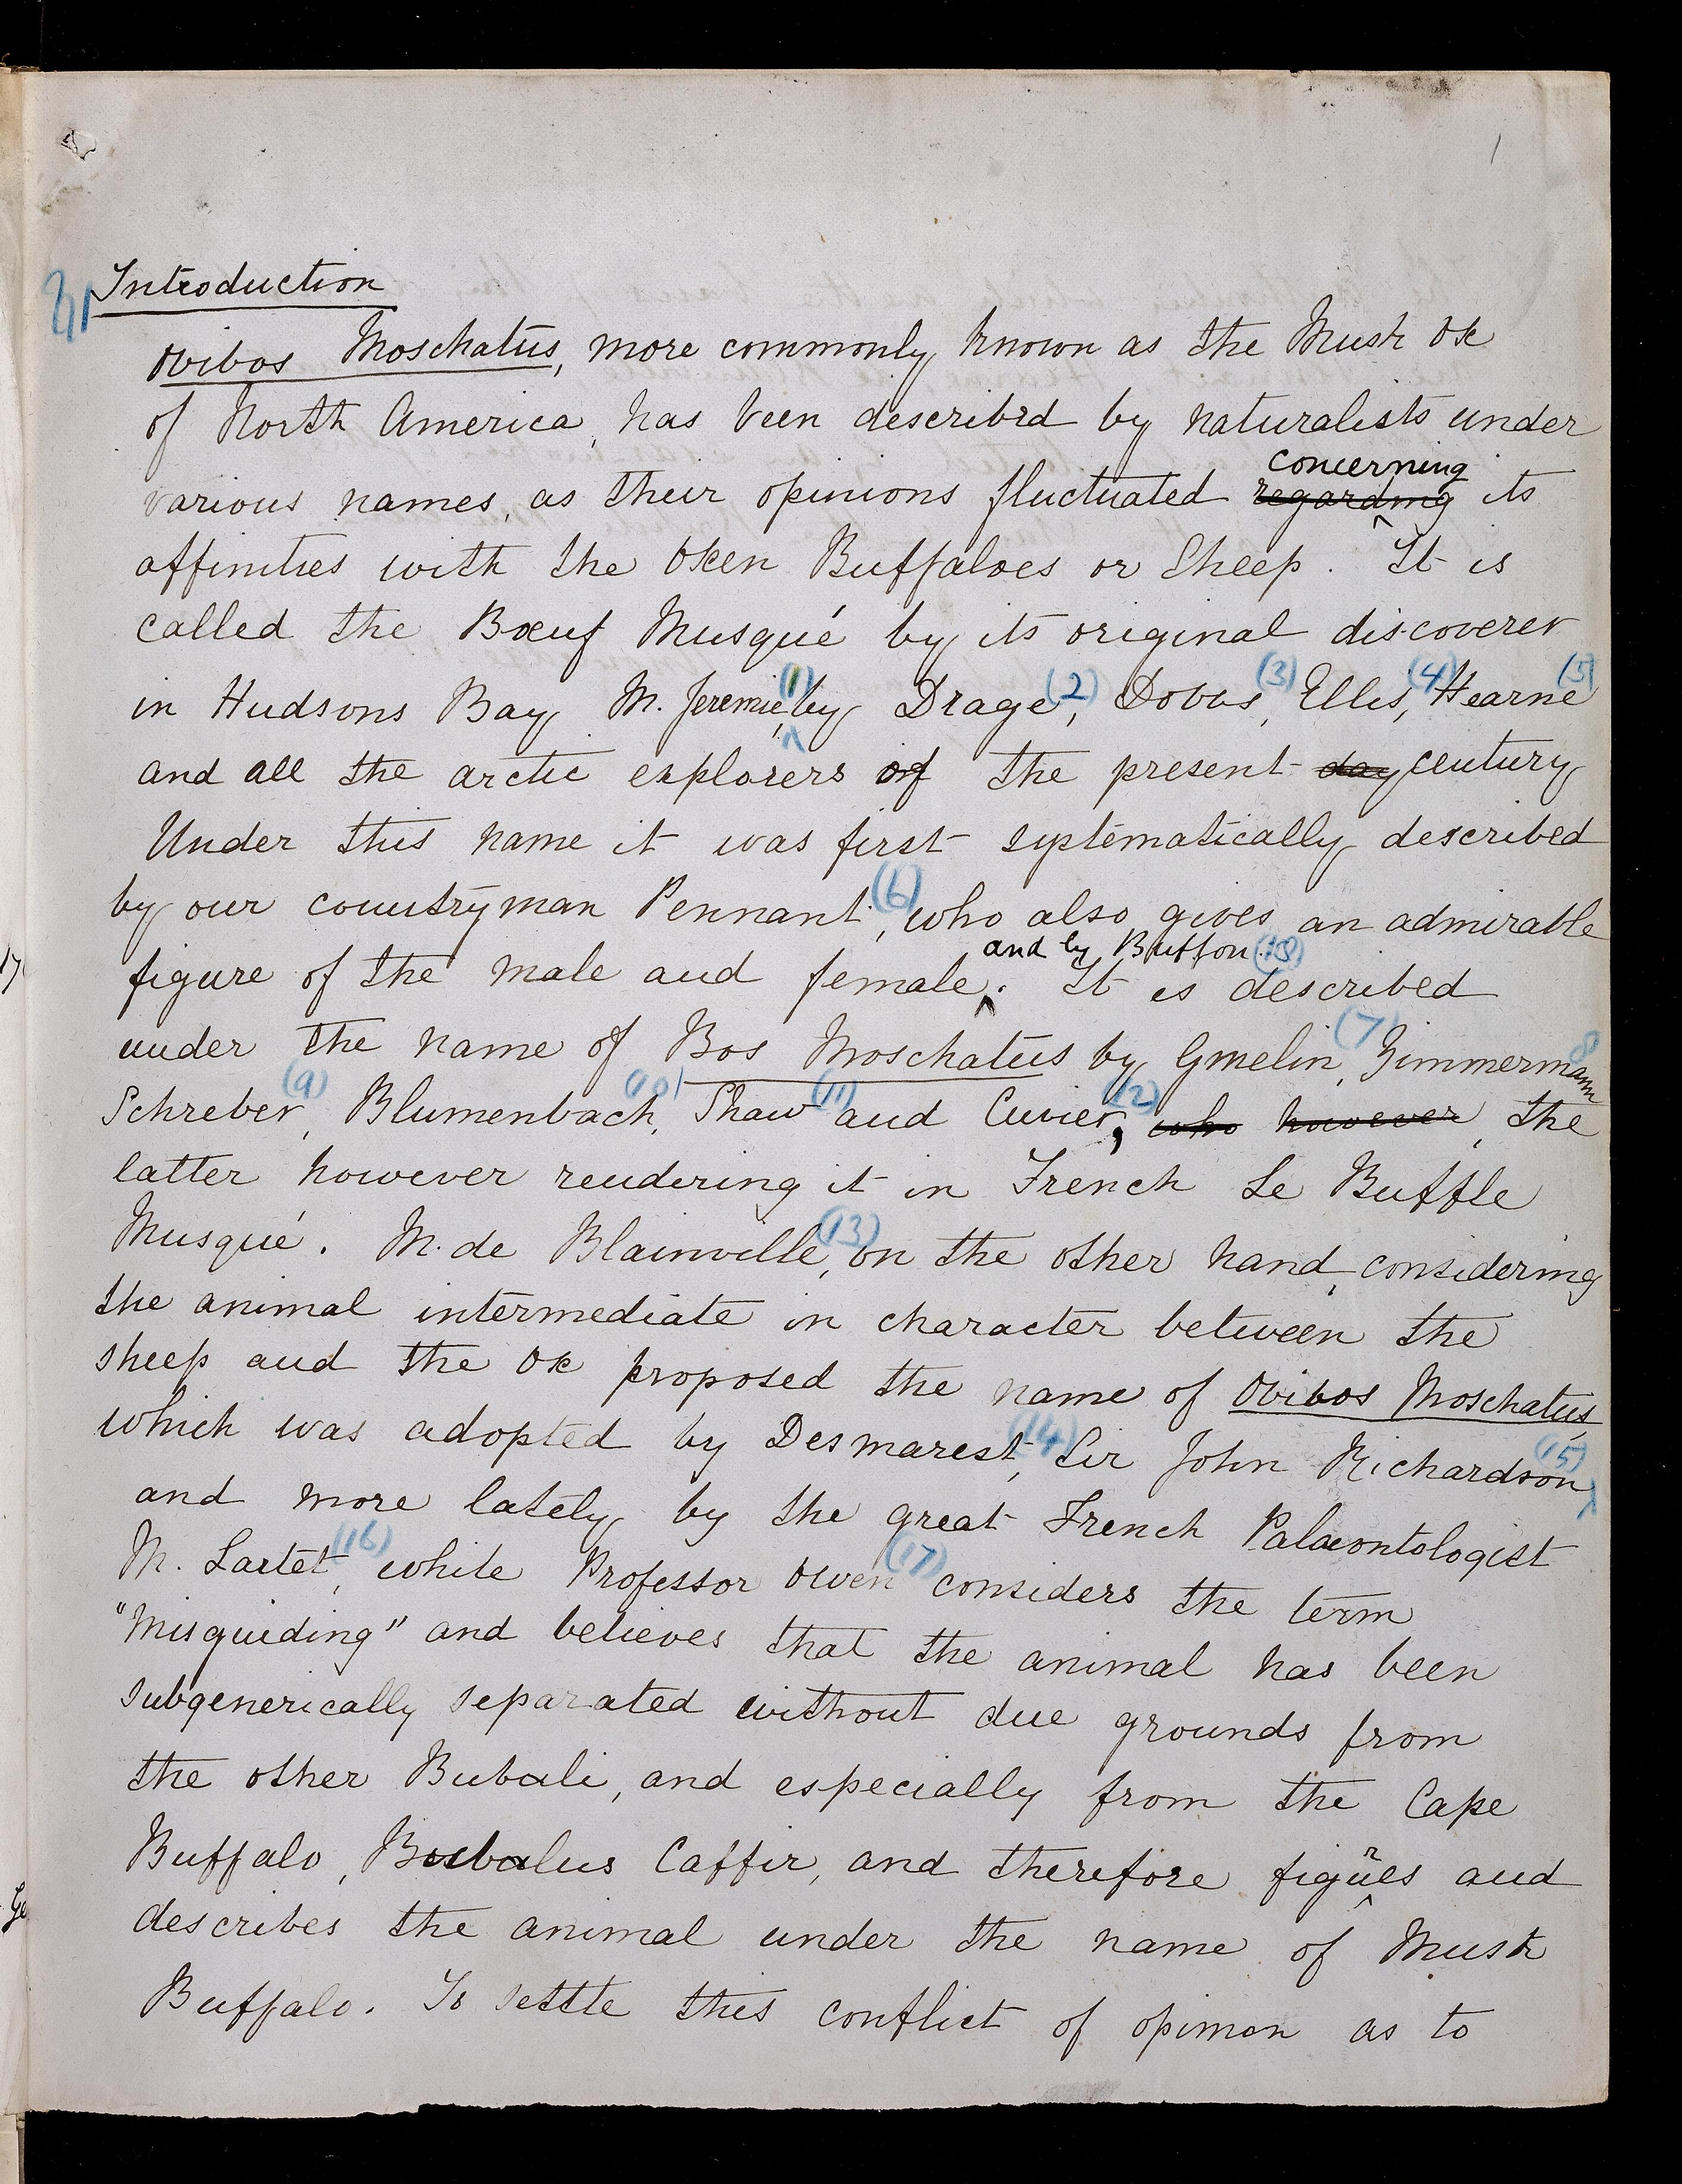 1
Introduction
Ovibos Moschatus, more commonly known as the Musk Ox
of North America, has been described by naturalists under
various names, as their opinions fluctuated regarding concerning its
affinities with the Oxen Buffaloes or Sheep. It is
called the Bœuf Musqué by its original discoverer
in Hudsons Bay M. Jeremie, (1) by Drage (2), Dobbs (3), Ellis (4), Hearne (5)
and all the arctic explorers of the present day century
Under this name it was first systematically described
by our countryman Pennant (6), who also gives an admirable
figure of the male and female and by Buffon (18). It is described
under the name of Bos Moschatus by Gmelin (7), Zimmermann 8
Schreber (9), Blumenbach (10), Shaw (11) and Cuvier (12), who however, the
latter however rendering it in French Le Buffle
Musqué. M. de Blainville (13), on the other hand, considering
the animal intermediate in character between the
sheep and the Ox proposed the name of Ovibos Moschatus,
which was adopted by Desmarest (14), Sir John Richardson (15)
and more lately by the great French Palæontologist
M. Lartet (16), while Professor Owen (17) considers the term
"Misguiding" and believes that the animal has been
subgenerically separated without due grounds from
the other Bubali, and especially from the Cape
Buffalo, Bubalus Caffir, and therefore figures and
describes the animal under the name of Musk
Buffalo. To settle this conflict of opinion as to